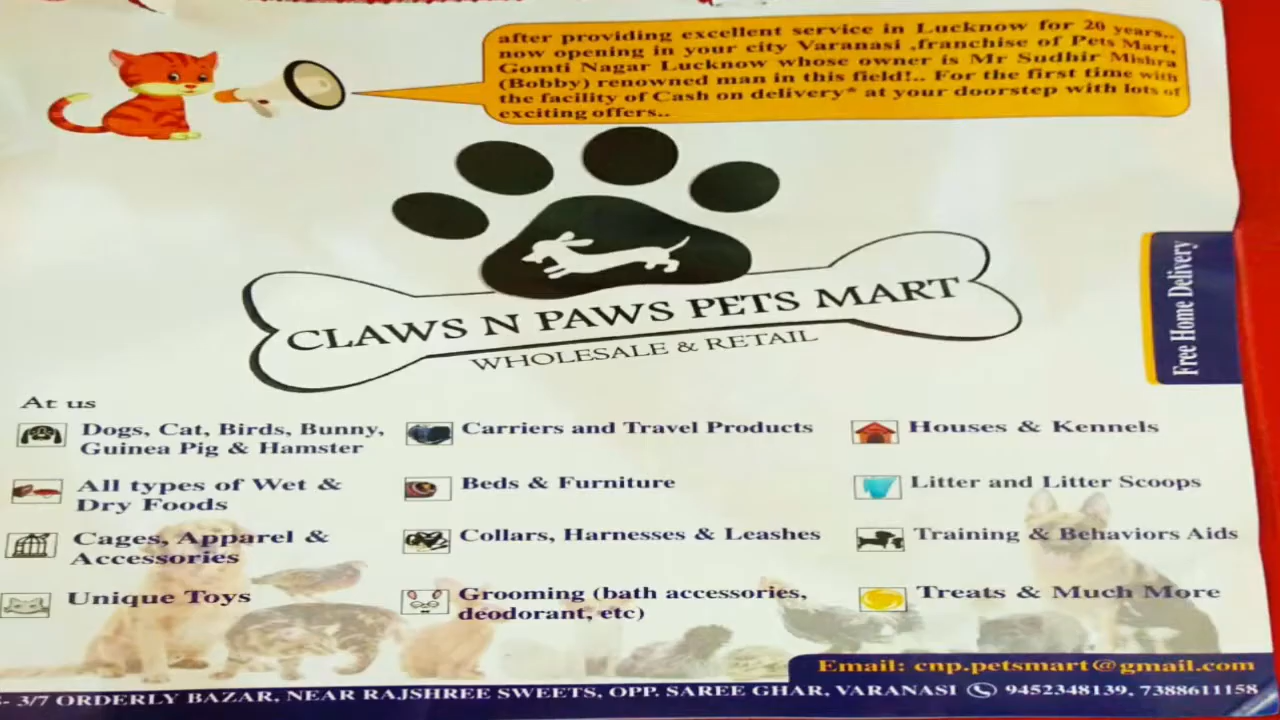 after providing excellent service in Lucknow for 20 years..
now opening in your city Varanasi ,franchise of Pets Mart,
Gomti Nagar Lucknow whose owner is Mr Sudhir Mishra
(Bobby) renowned man in this field!.. For the first time with
the facility of Cash on delivery* at your doorstep with lots of
exciting offers..
CLAWS N PAWS PETS MART
WHOLESALE & RETAIL
Free Home Delivery
At us
Dogs, Cat, Birds, Bunny,
Guinea Pig & Hamster
All types of Wet &
Dry Foods
Cages, Apparel &
Accessories
Unique Toys
Carriers and Travel Products
Beds & Furniture
Collars, Harnesses & Leashes
Grooming (bath accessories,
deodorant, etc)
Houses & Kennels
Litter and Litter Scoops
Training & Behaviors Aids
Treats & Much More
Email: cnp.petsmart@gmail.com
- 3/7 ORDERLY BAZAR, NEAR RAJSHREE SWEETS, OPP. SAREE GHAR, VARANASI 9452348139, 7388611158